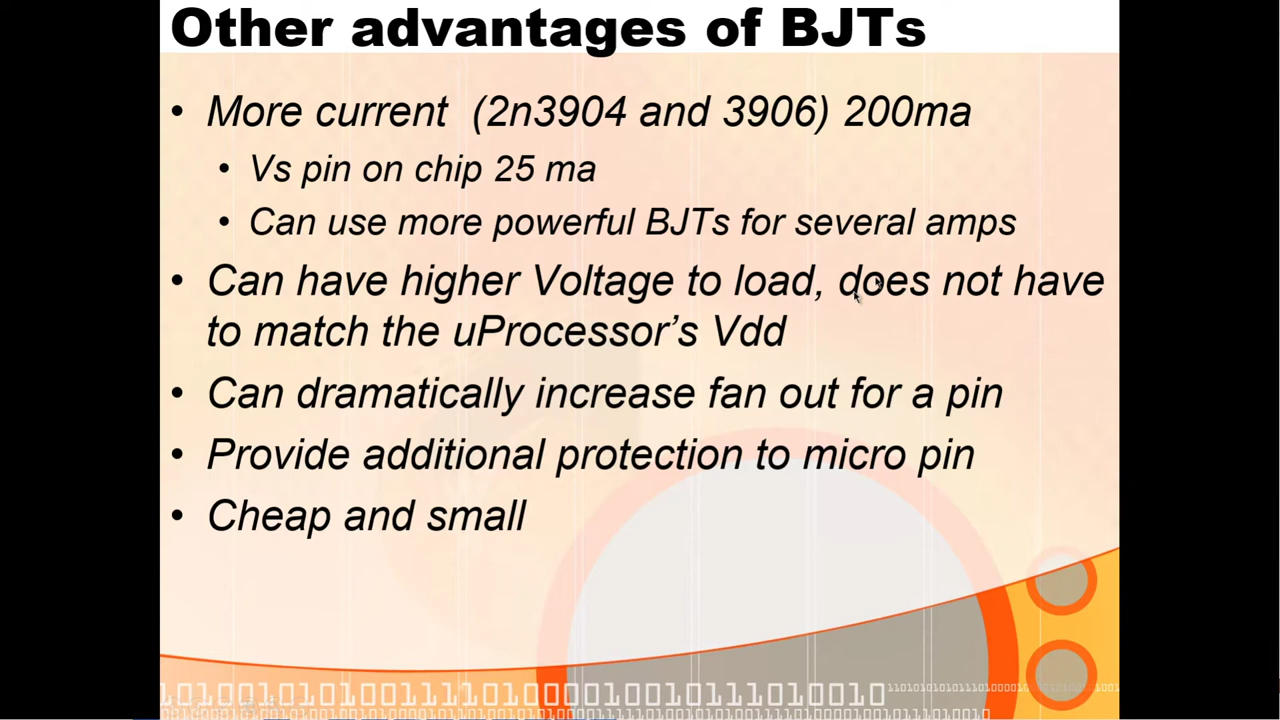 Other advantages of BJTs
• More current (2n3904 and 3906) 200ma
• Vs pin on chip 25 ma
• Can use more powerful BJTs for several amps
• Can have higher Voltage to load, does not have
to match the uProcessor's Vdd
• Can dramatically increase fan out for a pin
• Provide additional protection to micro pin
• Cheap and small